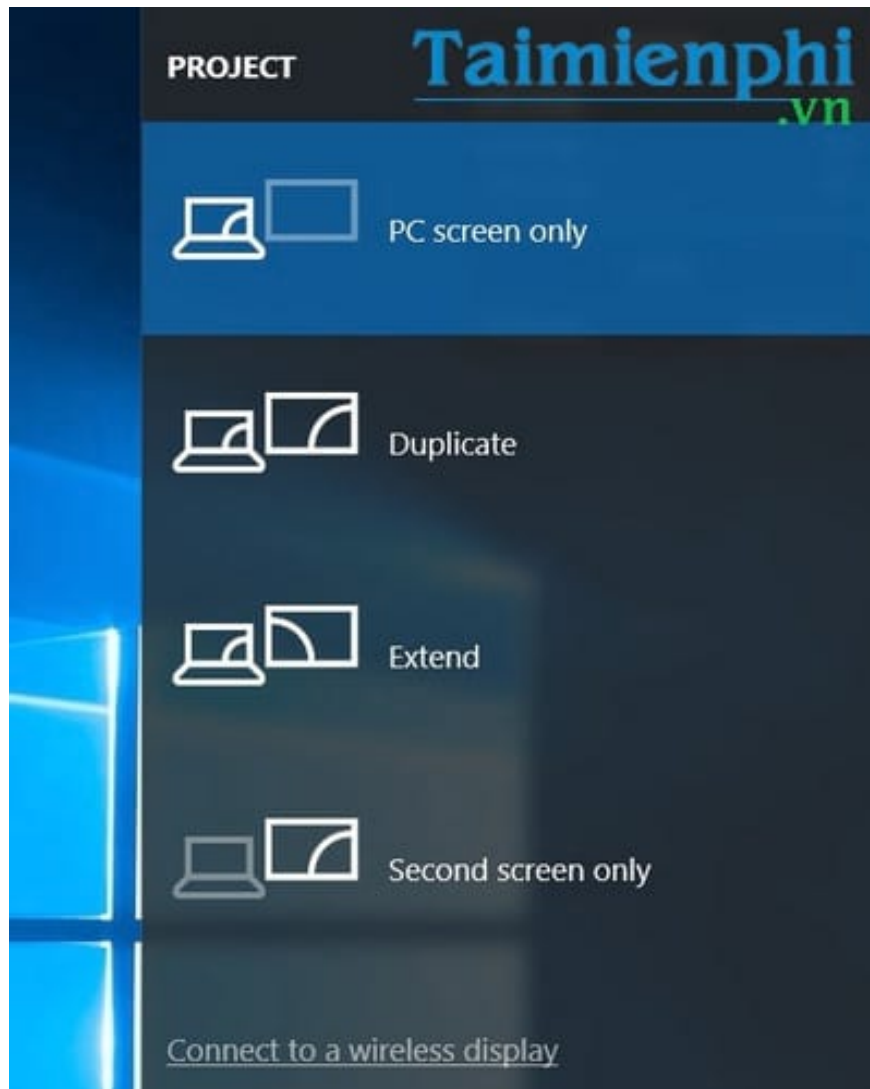 PROJECT
Taimienphi
.vn
PC screen only
Duplicate
Extend
Second screen only
Connect to a wireless display